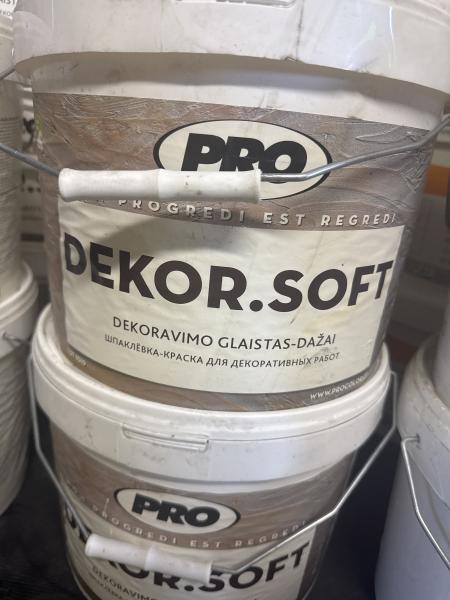 PRO
PROGREDI EST REGREDI
DEKOR.SOFT
DEKORAVIMO GLAISTAS-DAŽAI
ШПАКЛЁВКА-КРАСКА ДЛЯ ДЕКОРАТИВНЫХ РАБОТ
PRO
PROGREDI EST REGREDI
DEKOR.SOFT